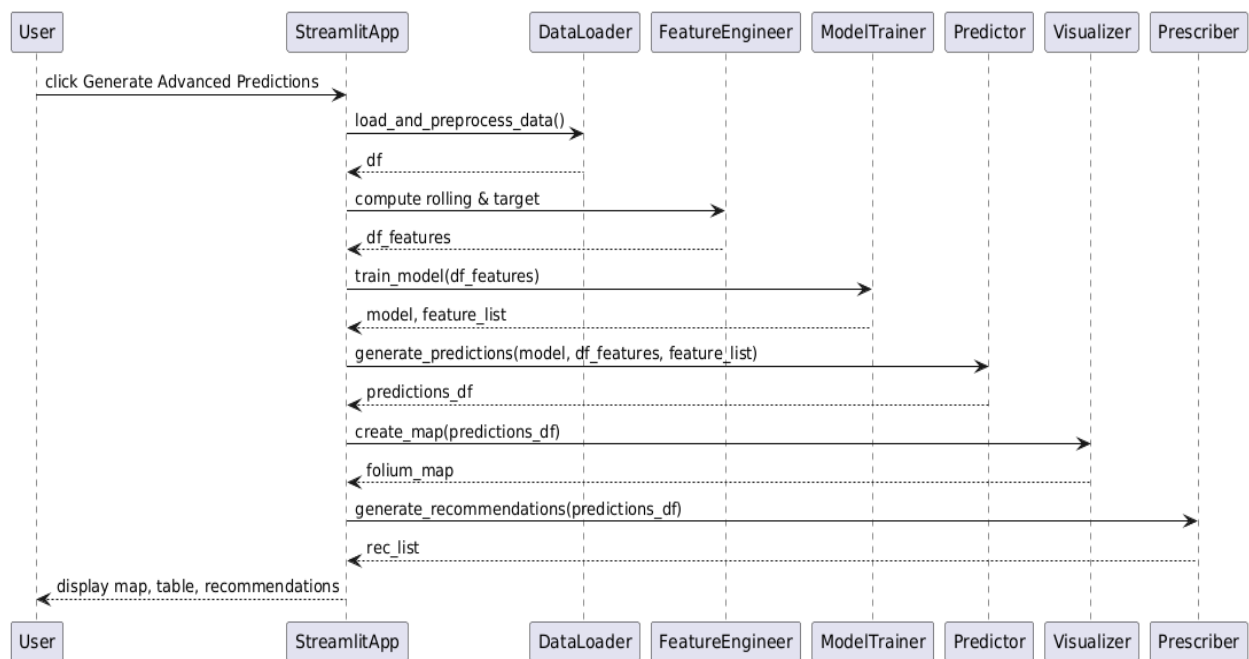 User StreamlitApp DataLoader FeatureEngineer ModelTrainer Predictor Visualizer Prescriber
click Generate Advanced Predictions
load_and_preprocess_data()
df
compute rolling & target
df_features
train_model(df_features)
model, feature_list
generate_predictions(model, df_features, feature_list)
predictions_df
create_map(predictions_df)
folium_map
generate_recommendations(predictions_df)
rec_list
display map, table, recommendations
User StreamlitApp DataLoader FeatureEngineer ModelTrainer Predictor Visualizer Prescriber